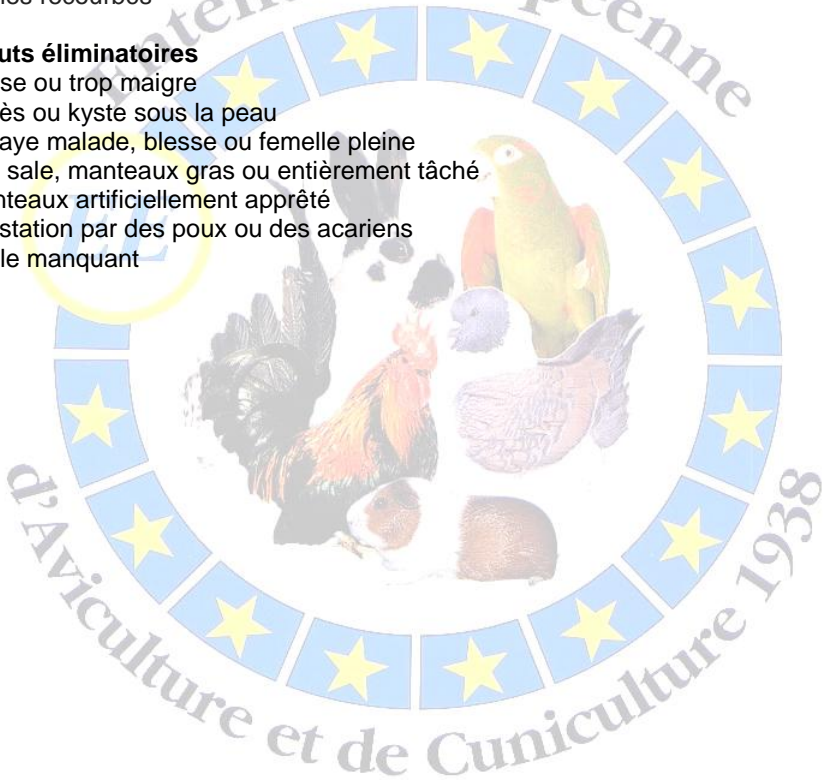 recourbés
uts éliminatoires
se ou trop maigre
ès ou kyste sous la peau
aye malade, blesse ou femelle pleine
sale, manteaux gras ou entièrement tâché
nteaux artificiellement apprêté
station par des poux ou des acariens
le manquant
EE
d'Aviculture et de Cuniculture 1938